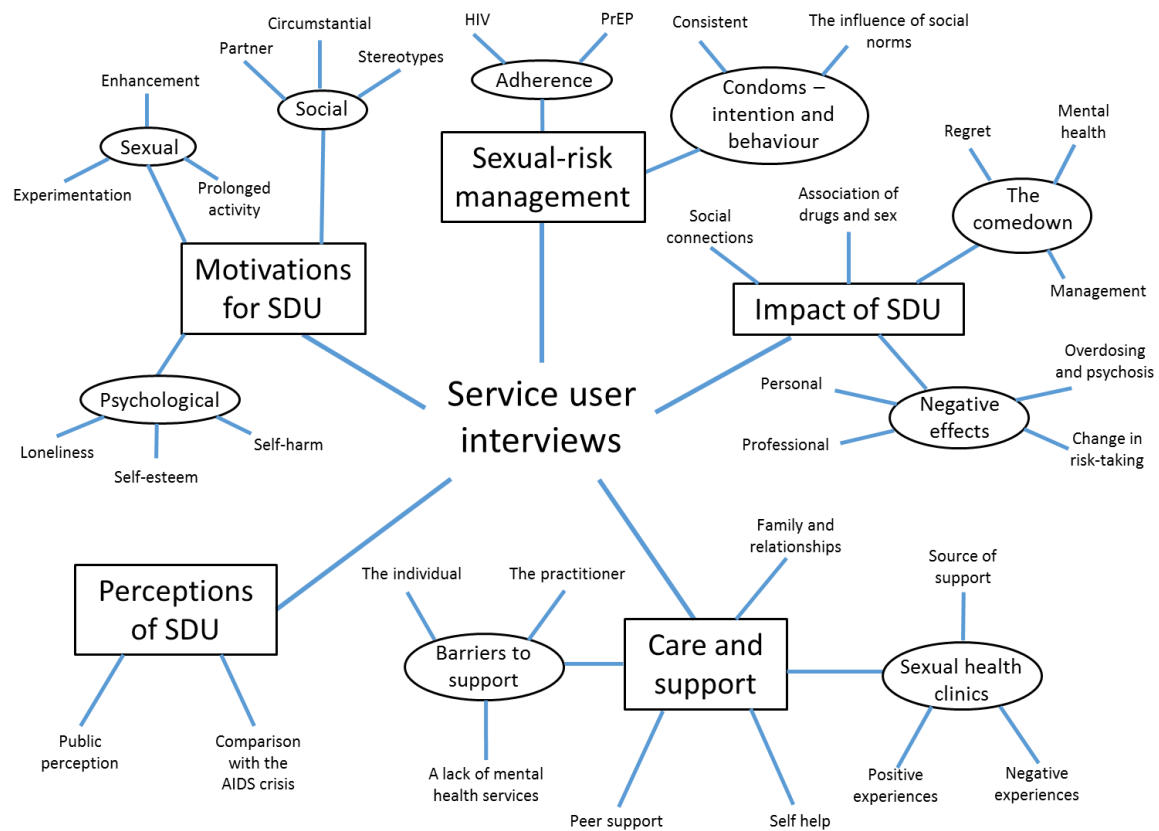 Circumstantial
Partner
Stereotypes
Social
Enhancement
Sexual
Experimentation
Prolonged
activity
Motivations
for SDU
Psychological
Loneliness
Self-esteem
Self-harm
HIV
PrEP
Adherence
Sexual-risk
management
Consistent
The influence of social
norms
Condoms –
intention and
behaviour
Regret
Mental
health
The
comedown
Management
Social
connections
Association of
drugs and sex
Impact of SDU
Personal
Professional
Negative
effects
Overdosing
and psychosis
Change in
risk-taking
Service user
interviews
Perceptions
of SDU
Public
perception
Comparison
with the
AIDS crisis
The individual
The practitioner
Barriers to
support
A lack of mental
health services
Family and
relationships
Care and
support
Peer support
Self help
Source of
support
Sexual health
clinics
Positive
experiences
Negative
experiences